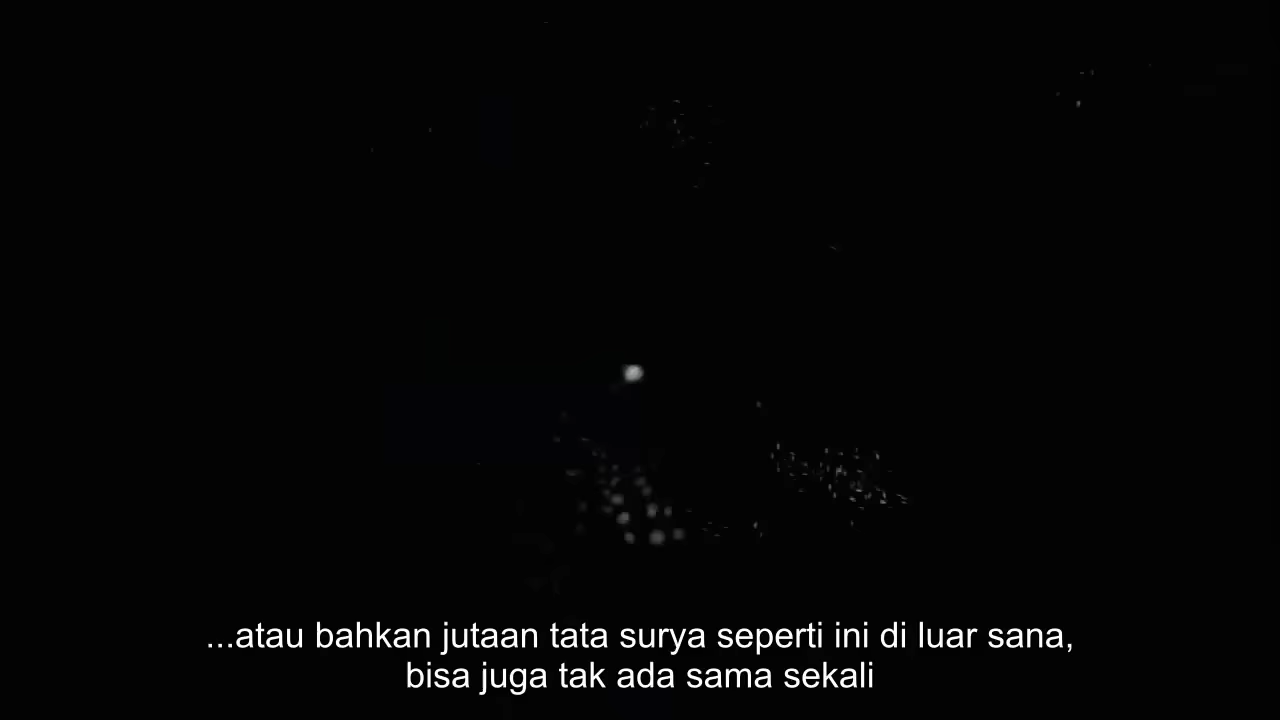 ...atau bahkan jutaan tata surya seperti ini di luar sana,
bisa juga tak ada sama sekali